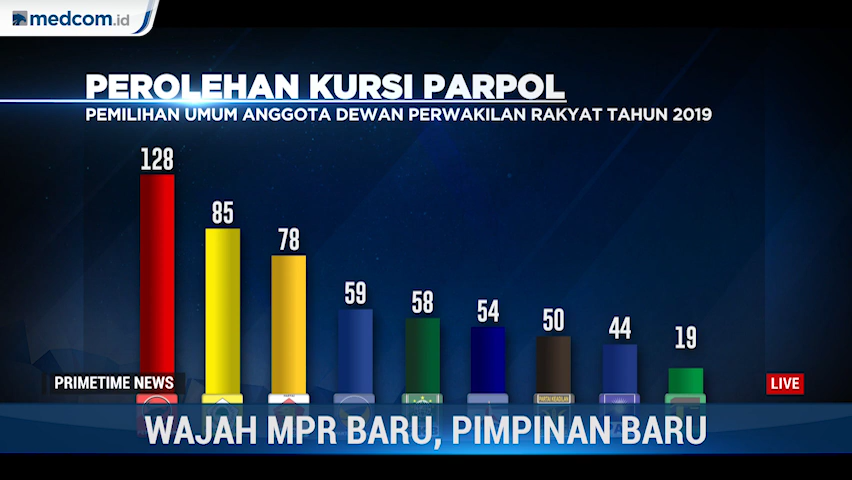 medcom.id
PEROLEHAN KURSI PARPOL
PEMILIHAN UMUM ANGGOTA DEWAN PERWAKILAN RAKYAT TAHUN 2019
128
85
78
59
58
54
50
44
19
PRIMETIME NEWS
LIVE
WAJAH MPR BARU, PIMPINAN BARU